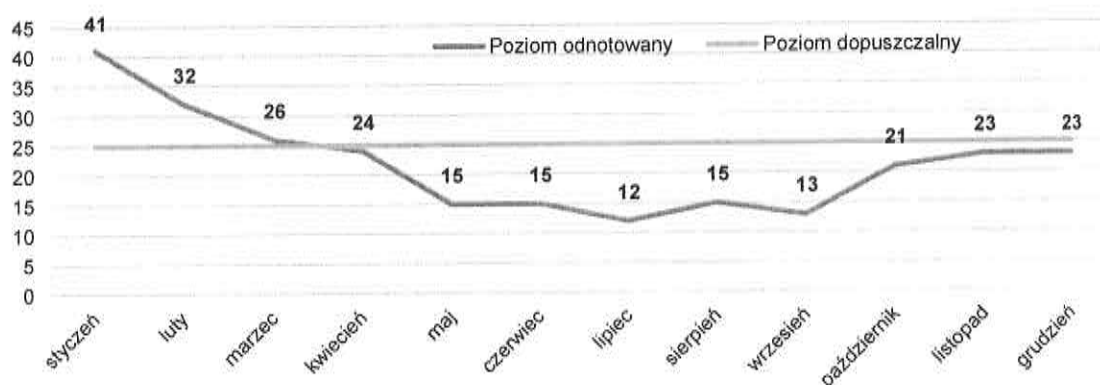 45
40
35
30
25
20
15
10
5
0
41
32
26
24
15
15
12
15
13
21
23
23
Poziom odnotowany
Poziom dopuszczalny
styczeń
luty
marzec
kwiecień
maj
czerwiec
lipiec
sierpień
wrzesień
październik
listopad
grudzień